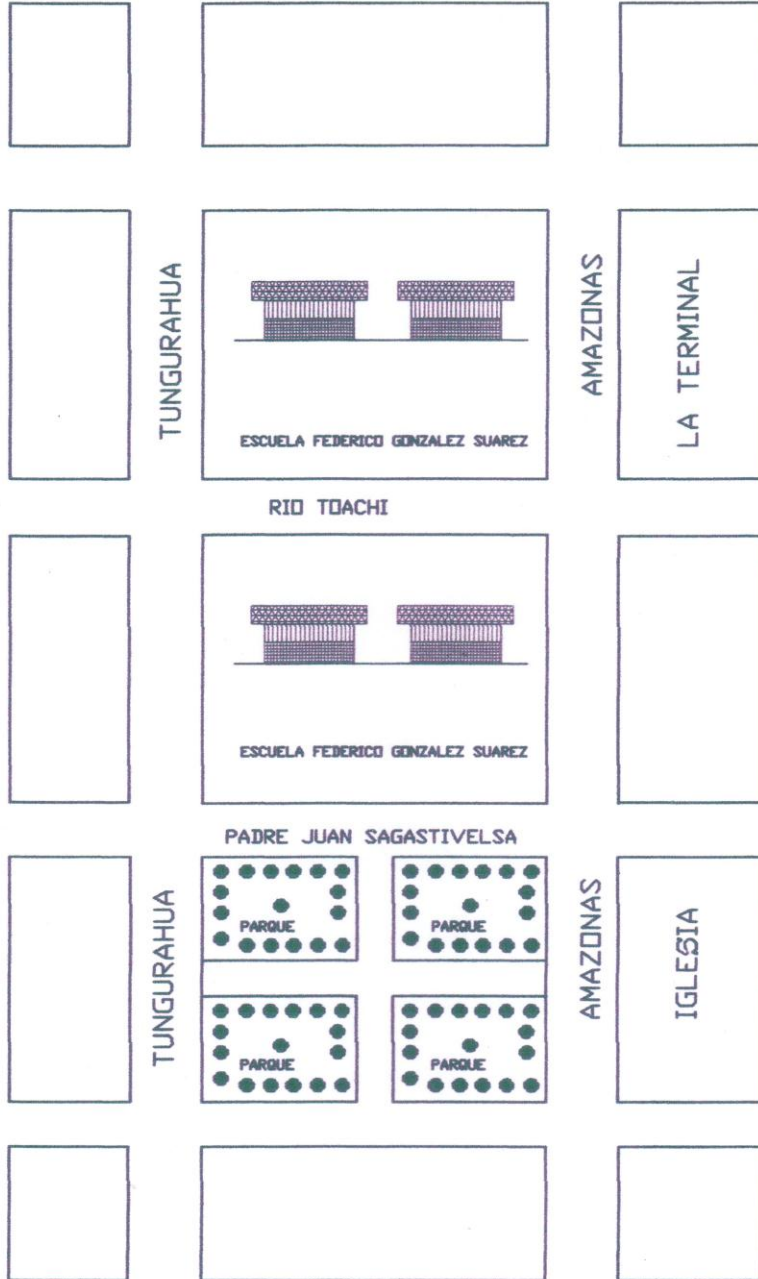 TUNGURAHUA
AMAZONAS
LA TERMINAL
ESCUELA FEDERICO GONZALEZ SUAREZ
RIO TOACHI
ESCUELA FEDERICO GONZALEZ SUAREZ
PADRE JUAN SAGASTIVELSA
TUNGURAHUA
PARQUE
PARQUE
AMAZONAS
IGLESIA
PARQUE
PARQUE